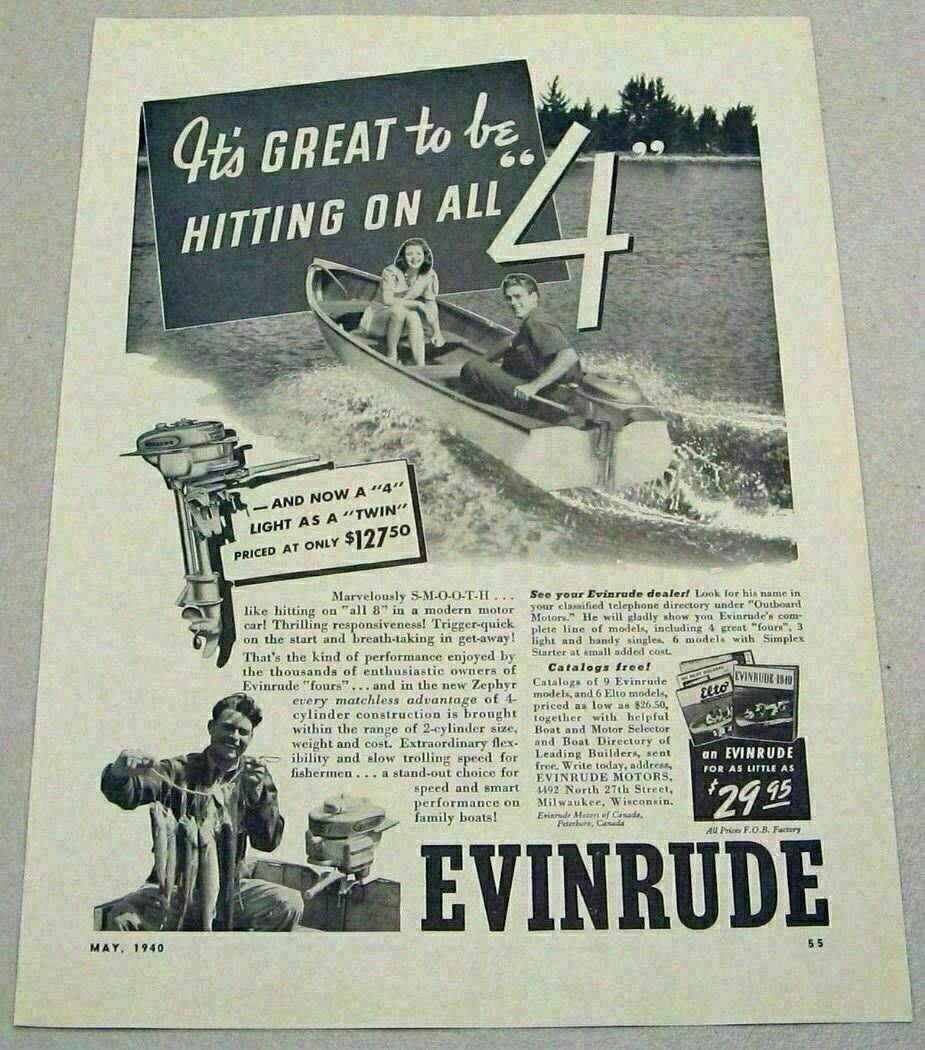 It's GREAT to be
HITTING ON ALL "4"
— AND NOW A "4"
LIGHT AS A "TWIN"
PRICED AT ONLY $127.50
Marvelously S-M-O-O-T-H . . .
like hitting on "all 8" in a modern motor
car! Thrilling responsiveness! Trigger-quick
on the start and breath-taking in get-away!
That's the kind of performance enjoyed by
the thousands of enthusiastic owners of
Evinrude "fours" . . . and in the new Zephyr
every matchless advantage of 4-
cylinder construction is brought
within the range of 2-cylinder size,
weight and cost. Extraordinary flex-
ibility and slow trolling speed for
fishermen . . . a stand-out choice for
speed and smart
performance on
family boats!
See your Evinrude dealer! Look for his name in
your classified telephone directory under "Outboard
Motors." He will gladly show you Evinrude's com-
plete line of models, including 4 great "fours", 3
light and handy singles. 6 models with Simplex
Starter at small added cost.
Catalogs free!
Catalogs of 9 Evinrude
models, and 6 Elto models,
priced as low as $26.50,
together with helpful
Boat and Motor Selector
and Boat Directory of
Leading Builders, sent
free. Write today, address,
EVINRUDE MOTORS,
4492 North 27th Street,
Milwaukee, Wisconsin.
Evinrude Motors of Canada,
Peterboro, Canada
Elto
EVINRUDE 1940
an EVINRUDE
FOR AS LITTLE AS
$29.95
All Prices F.O.B. Factory
EVINRUDE
MAY, 1940
55